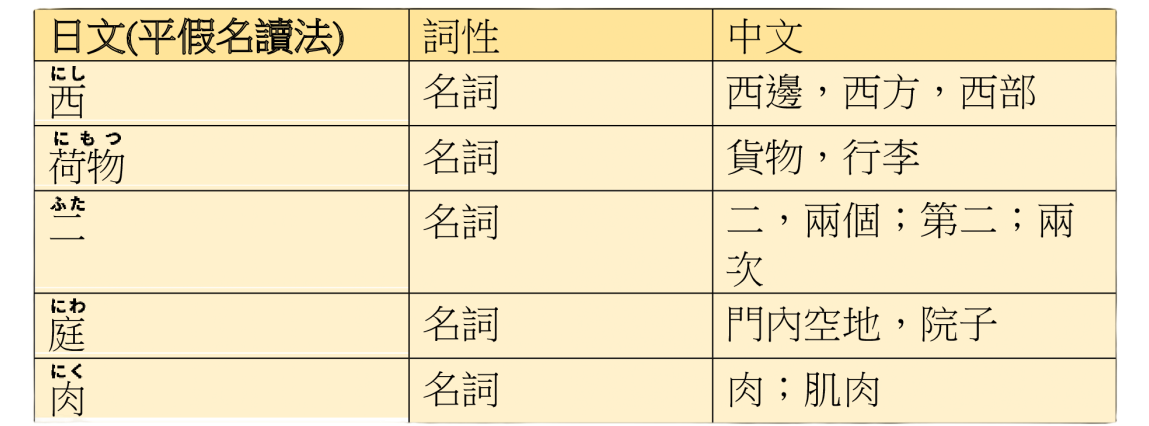 日文(平假名讀法) 詞性 中文
にし
西 名詞 西邊，西方，西部
にもつ
荷物 名詞 貨物，行李
ふた
二 名詞 二，兩個；第二；兩
次
にわ
庭 名詞 門內空地，院子
にく
肉 名詞 肉；肌肉